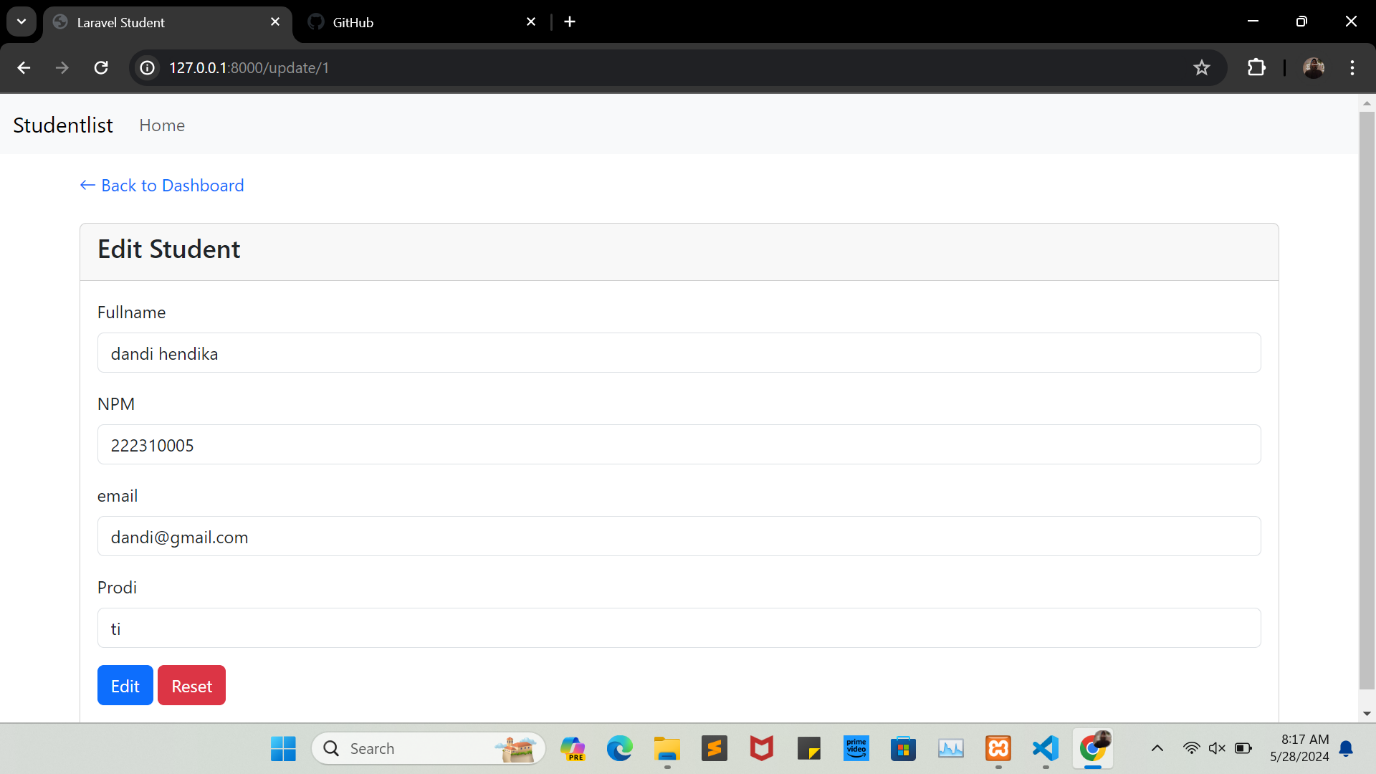 Laravel Student
GitHub
127.0.0.1:8000/update/1
Studentlist Home
← Back to Dashboard
Edit Student
Fullname
dandi hendika
NPM
222310005
email
dandi@gmail.com
Prodi
ti
Edit Reset
Search
PRE
prime video
8:17 AM
5/28/2024